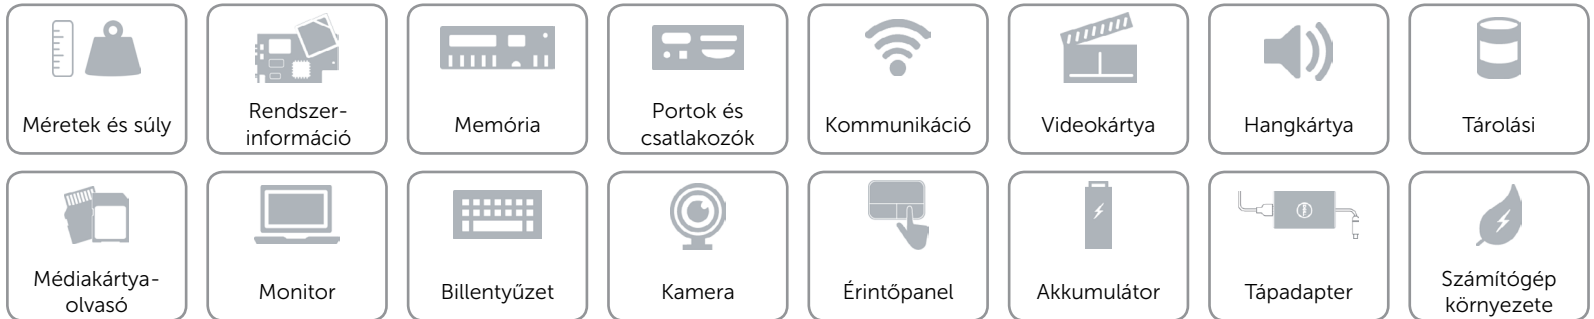 Méretek és súly
Rendszer-
információ
Memória
Portok és
csatlakozók
Kommunikáció
Videokártya
Hangkártya
Tárolási
Médiakártya-
olvasó
Monitor
Billentyűzet
Kamera
Érintőpanel
Akkumulátor
Tápadapter
Számítógép
környezete